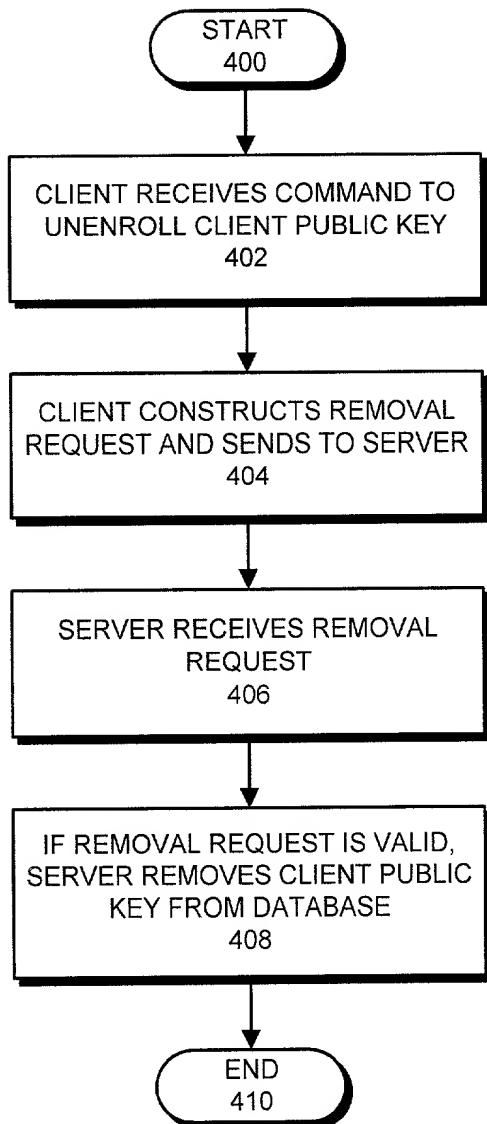 START
400
CLIENT RECEIVES COMMAND TO
UNENROLL CLIENT PUBLIC KEY
402
CLIENT CONSTRUCTS REMOVAL
REQUEST AND SENDS TO SERVER
404
SERVER RECEIVES REMOVAL
REQUEST
406
IF REMOVAL REQUEST IS VALID,
SERVER REMOVES CLIENT PUBLIC
KEY FROM DATABASE
408
END
410